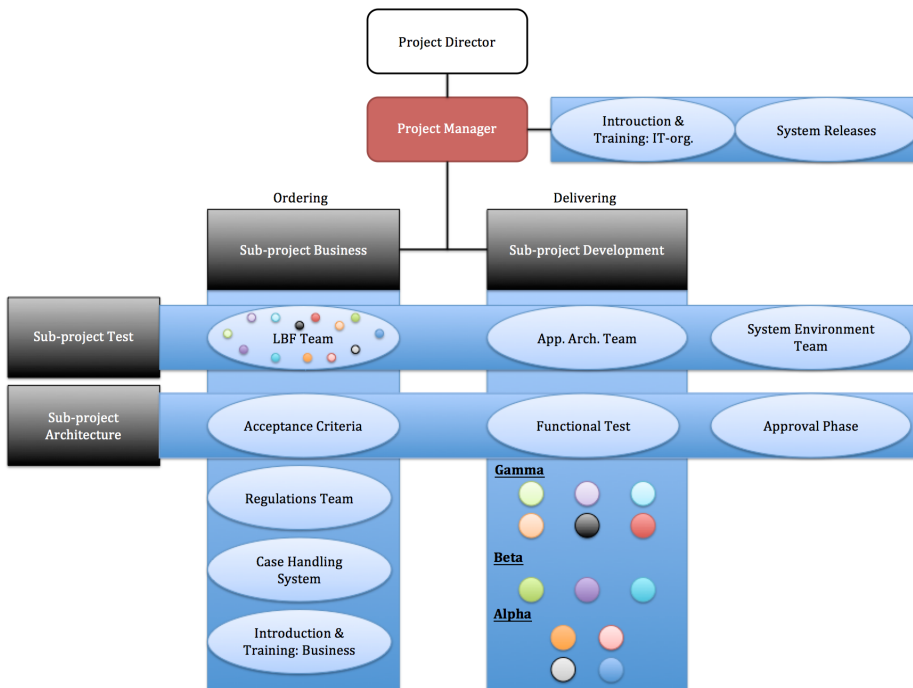 Project Director
Project Manager
Introuction &
Training: IT-org.
System Releases
Ordering
Delivering
Sub-project Business
Sub-project Development
Sub-project Test
LBF Team
App. Arch. Team
System Environment
Team
Sub-project
Architecture
Acceptance Criteria
Functional Test
Approval Phase
Regulations Team
Case Handling
System
Introduction &
Training: Business
Gamma
Beta
Alpha